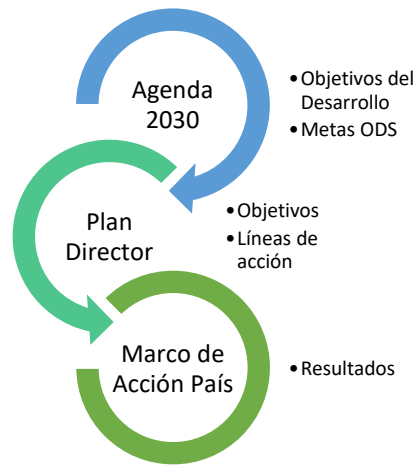 Agenda
2030
• Objetivos del
Desarrollo
• Metas ODS
Plan
Director
• Objetivos
• Líneas de
acción
Marco de
Acción País
• Resultados